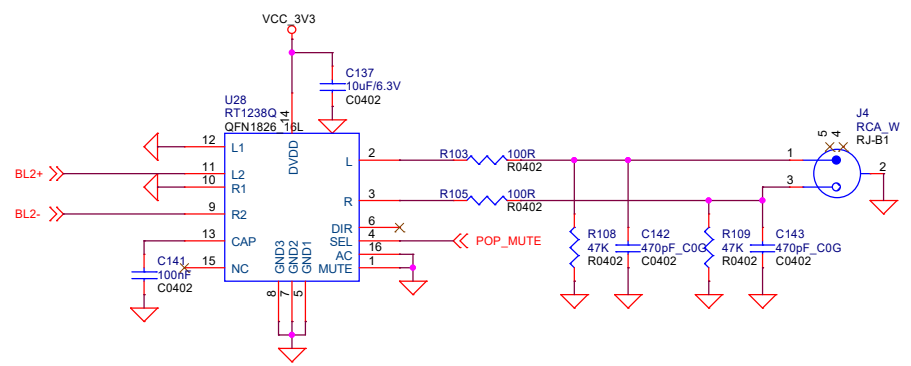 VCC_3V3
C137
10uF/6.3V
C0402
U28
RT1238Q
QFN1826_16L
14
DVDD
12
L1
11
L2
10
R1
9
R2
13
CAP
15
NC
BL2+
BL2-
C141
100nF
C0402
L
2
R
3
DIR
6
SEL
4
AC
16
MUTE
1
GND3
GND2
GND1
8
7
5
POP_MUTE
R103
100R
R0402
R105
100R
R0402
R108
47K
R0402
C142
470pF_C0G
C0402
R109
47K
R0402
C143
470pF_C0G
C0402
J4
RCA_W
RJ-B1
5
4
1
3
2